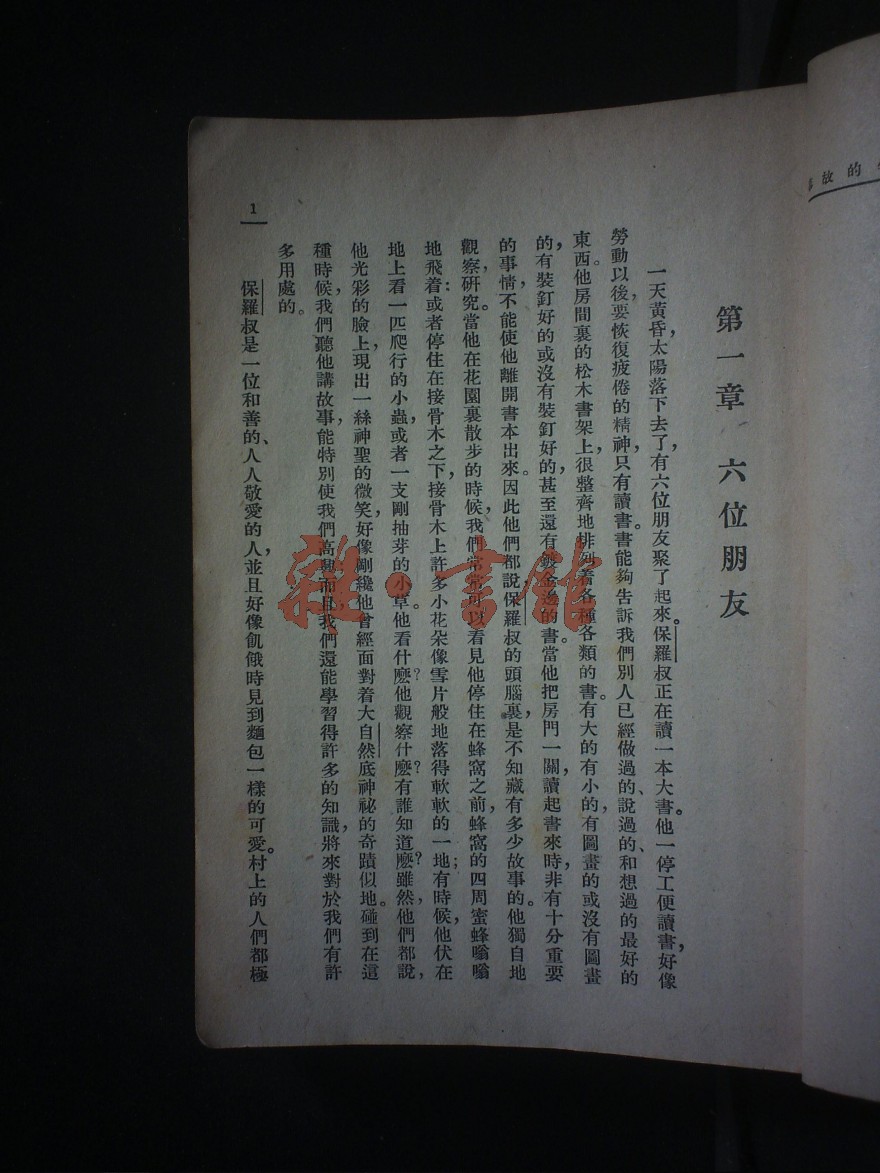 第一章　六位朋友
一天黃昏，太陽落下去了，有六位朋友聚了起來。保羅叔正在讀一本大書。他一停工便讀書，好像
勞動以後，要恢復疲倦的精神，只有讀書。書能夠告訴我們別人已經做過的、說過的、和想過的最好的
東西。他房間裏的松木書架上，很整齊地排列着各種各類的書。有大的有小的，有圖畫的或沒有圖畫
的，有裝釘好的或沒有裝釘好的，甚至還有鍍金邊的書。當他把房門一關，讀起書來時，非有十分重要
的事情，不能使他離開書本出來。因此他們都說保羅叔的頭腦裏，是不知藏有多少故事的。他獨自地
觀察，研究。當他在花園裏散步的時候，我們常常可以看見他停住在蜂窩之前，蜂窩的四周蜜蜂嗡嗡
地飛着；或者停住在接骨木之下，接骨木上許多小花朵像雪片般地落得軟軟的一地；有時候，他伏在
地上看一匹爬行的小蟲，或者一支剛抽芽的小草。他看什麽？他觀察什麽？有誰知道麽？雖然，他們都說，
他光彩的臉上，現出一絲神聖的微笑，好像剛纔他曾經面對着大自然底神祕的奇蹟似地。碰到在這
種時候，我們聽他講故事，能特別使我們高興，而且我們還能學習得許多的知識，將來對於我們有許
多用處的。
保羅叔是一位和善的、人人敬愛的人，並且好像飢餓時見到麵包一樣的可愛。村上的人們都極
1
的故
雜·書館